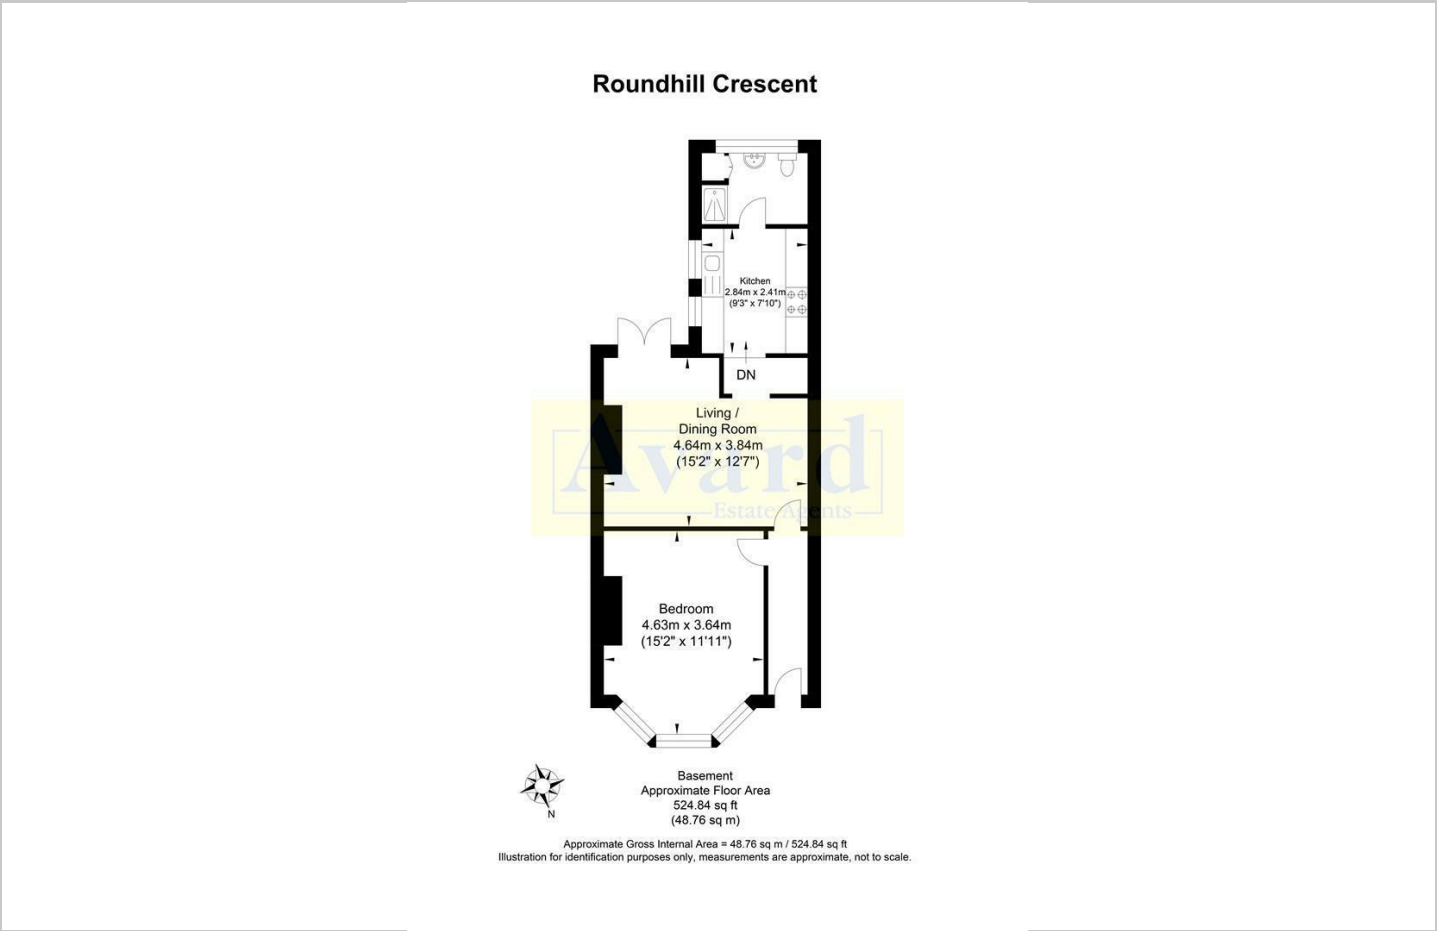 Roundhill Crescent
Kitchen
2.84m x 2.41m
(9'3" x 7'10")
DN
Living /
Dining Room
4.64m x 3.84m
(15'2" x 12'7")
Avard
Estate Agents
Bedroom
4.63m x 3.64m
(15'2" x 11'11")
N
Basement
Approximate Floor Area
524.84 sq ft
(48.76 sq m)
Approximate Gross Internal Area = 48.76 sq m / 524.84 sq ft
Illustration for identification purposes only, measurements are approximate, not to scale.